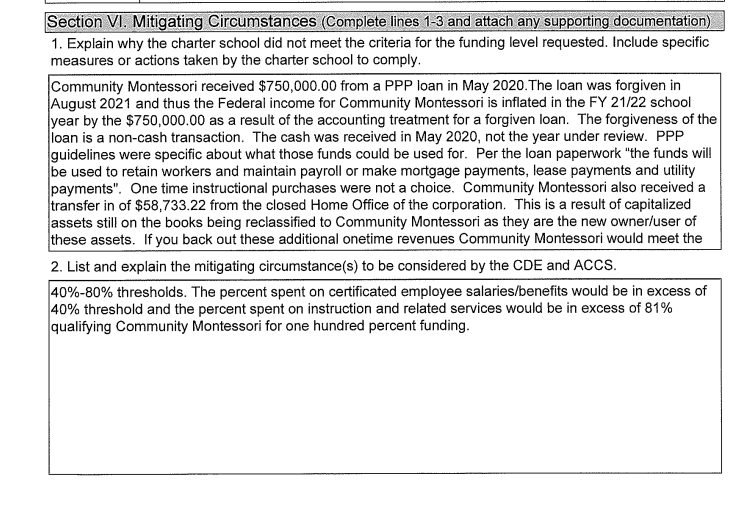 Section VI. Mitigating Circumstances (Complete lines 1-3 and attach any supporting documentation)
1. Explain why the charter school did not meet the criteria for the funding level requested. Include specific
measures or actions taken by the charter school to comply.
Community Montessori received $750,000.00 from a PPP loan in May 2020.The loan was forgiven in
August 2021 and thus the Federal income for Community Montessori is inflated in the FY 21/22 school
year by the $750,000.00 as a result of the accounting treatment for a forgiven loan.  The forgiveness of the
loan is a non-cash transaction.  The cash was received in May 2020, not the year under review.  PPP
guidelines were specific about what those funds could be used for.  Per the loan paperwork "the funds will
be used to retain workers and maintain payroll or make mortgage payments, lease payments and utility
payments".  One time instructional purchases were not a choice.  Community Montessori also received a
transfer in of $58,733.22 from the closed Home Office of the corporation.  This is a result of capitalized
assets still on the books being reclassified to Community Montessori as they are the new owner/user of
these assets.  If you back out these additional onetime revenues Community Montessori would meet the
2. List and explain the mitigating circumstance(s) to be considered by the CDE and ACCS.
40%-80% thresholds. The percent spent on certificated employee salaries/benefits would be in excess of
40% threshold and the percent spent on instruction and related services would be in excess of 81%
qualifying Community Montessori for one hundred percent funding.